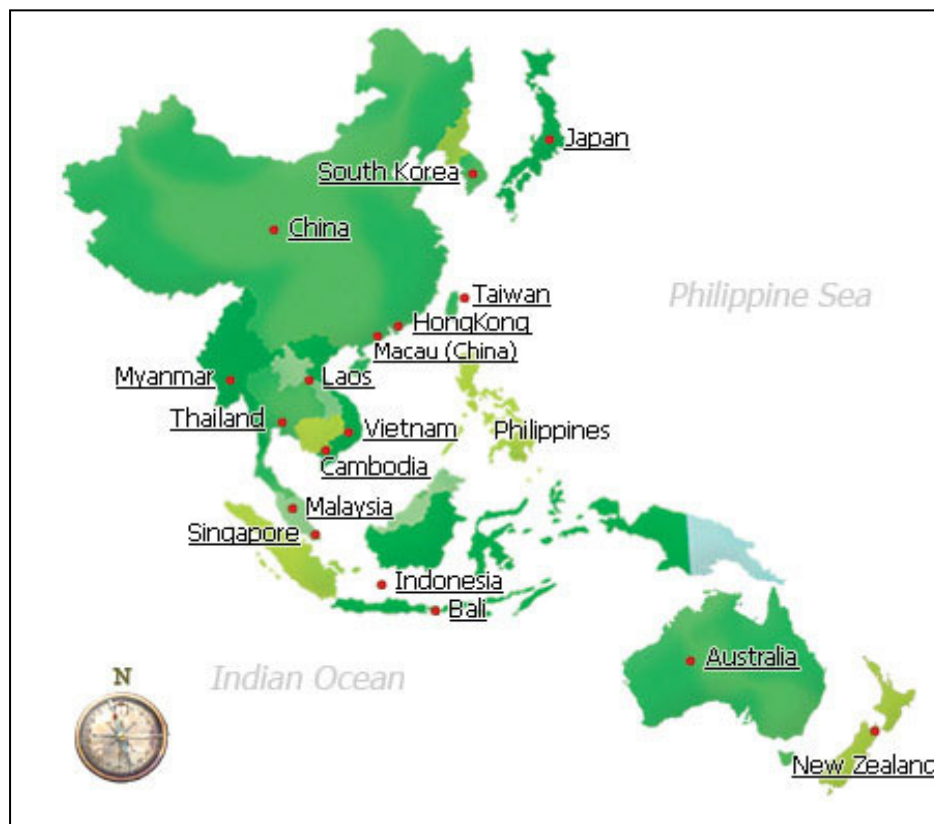 Japan
South Korea
China
Taiwan
Philippine Sea
HongKong
Macau (China)
Myanmar
Laos
Thailand
Vietnam
Philippines
Cambodia
Malaysia
Singapore
Indonesia
Bali
Australia
Indian Ocean
N
New Zealand